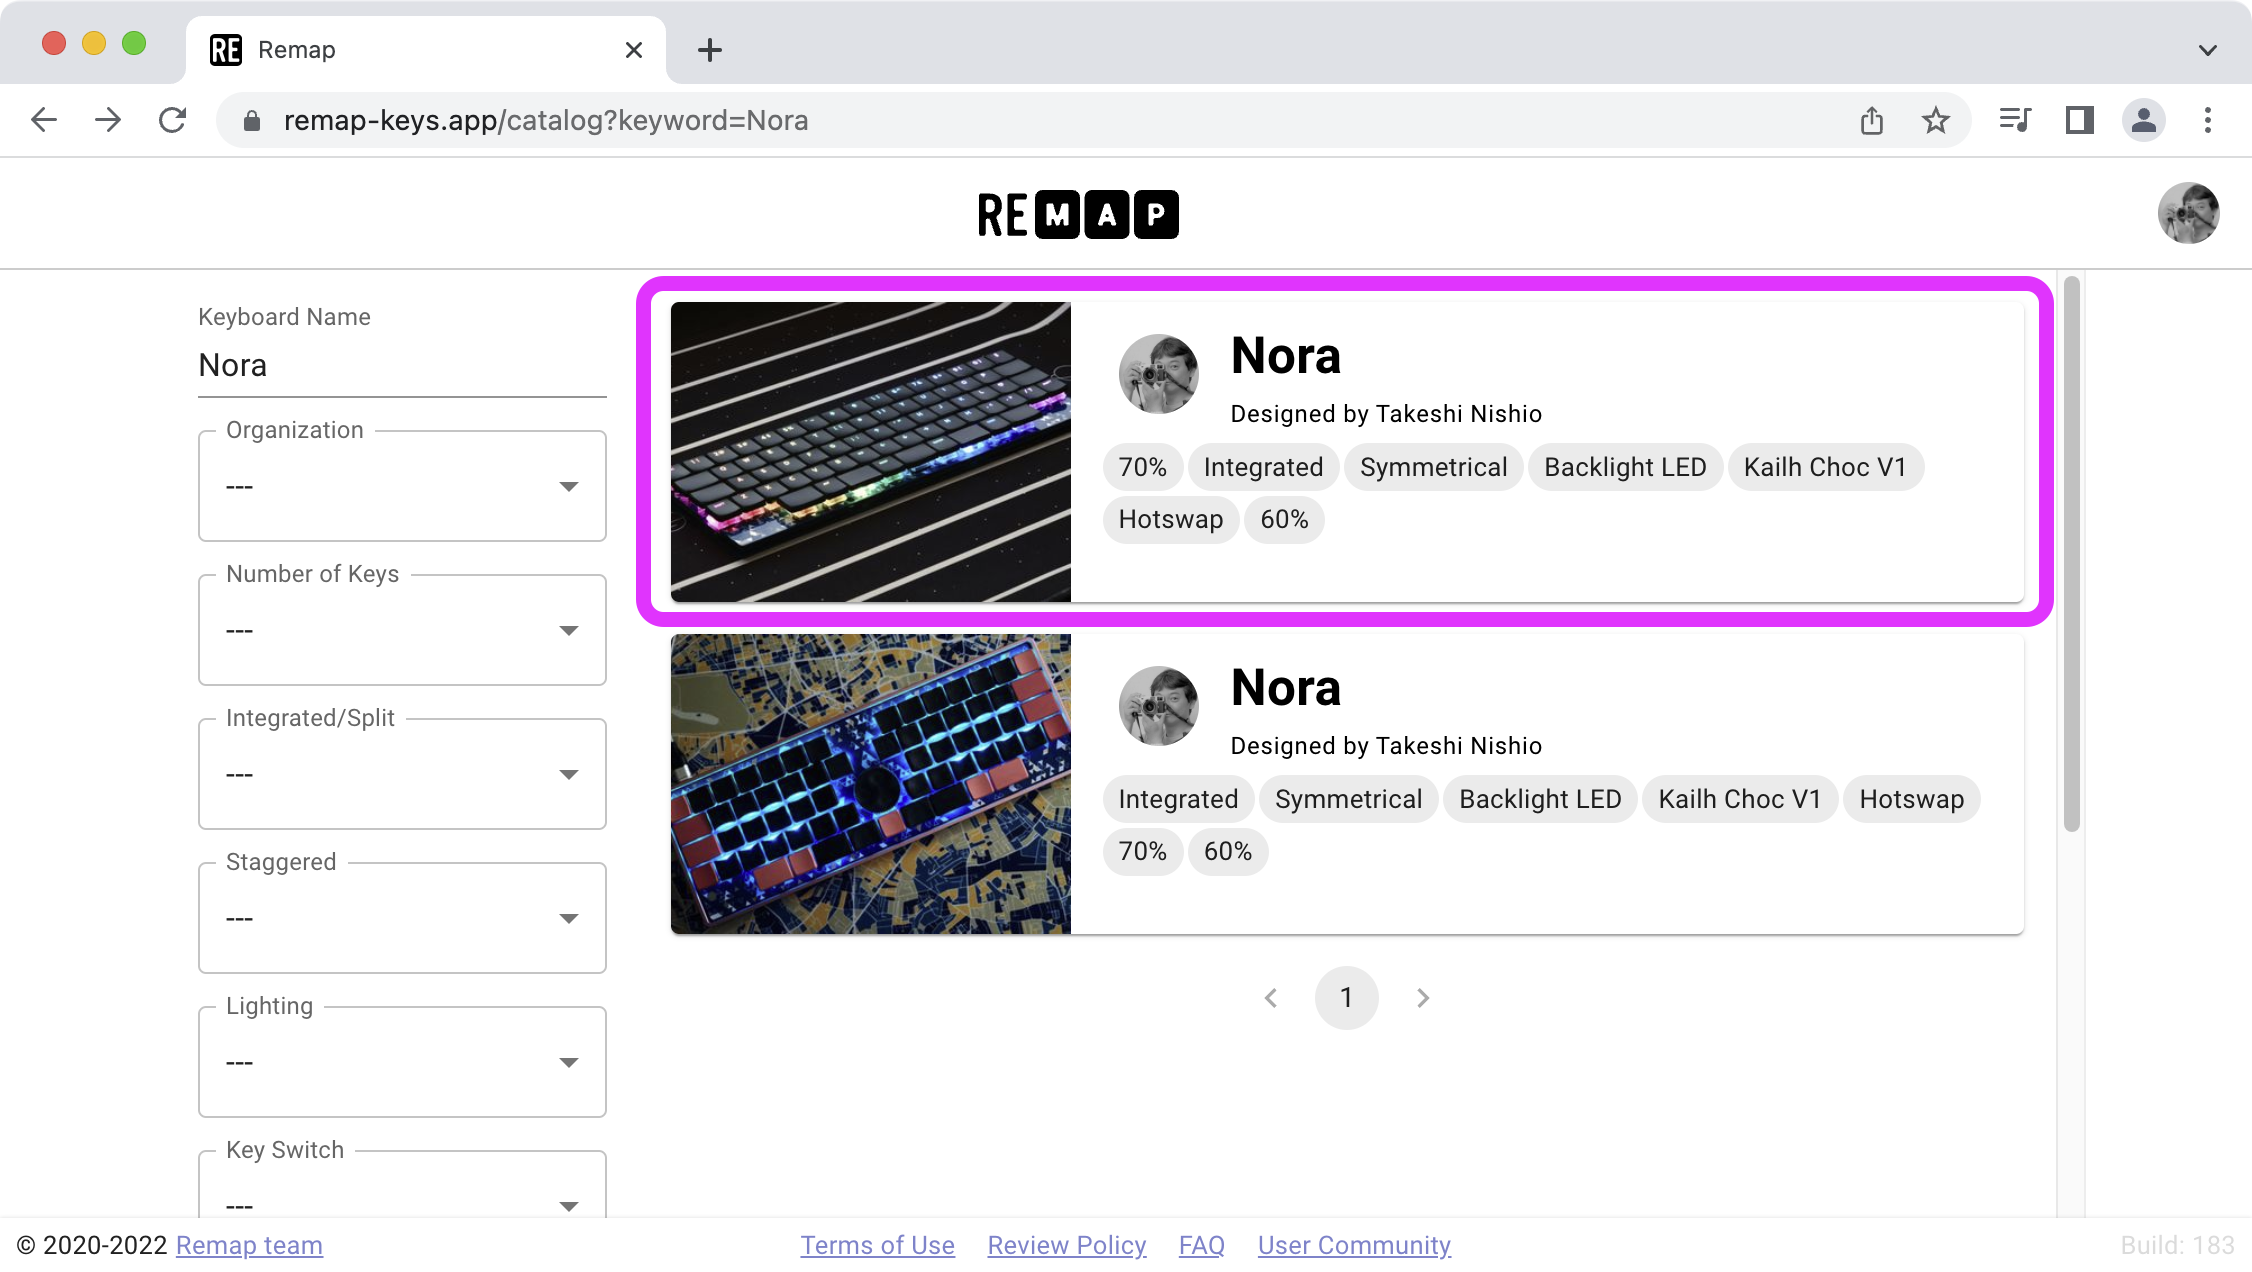 RE Remap
remap-keys.app/catalog?keyword=Nora
REMAP
Keyboard Name
Nora
Organization
---
Number of Keys
---
Integrated/Split
---
Staggered
---
Lighting
---
Key Switch
---
Nora
Designed by Takeshi Nishio
70% Integrated Symmetrical Backlight LED Kailh Choc V1
Hotswap 60%
Nora
Designed by Takeshi Nishio
Integrated Symmetrical Backlight LED Kailh Choc V1 Hotswap
70% 60%
1
© 2020-2022 Remap team Terms of Use Review Policy FAQ User Community Build: 183